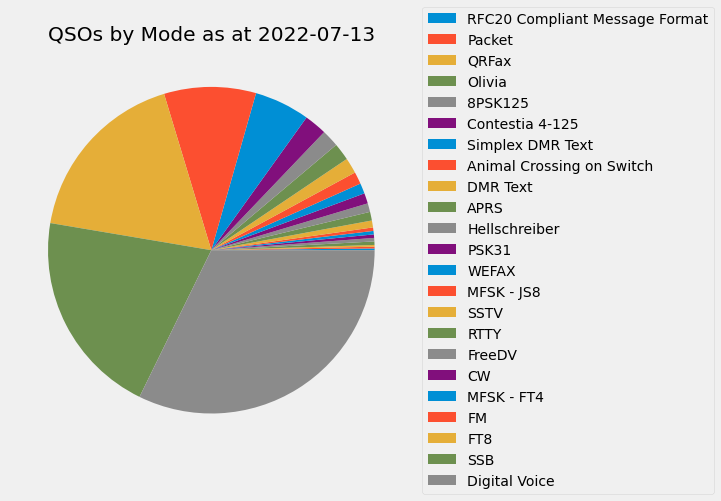 QSOs by Mode as at 2022-07-13
RFC20 Compliant Message Format
Packet
QRFax
Olivia
8PSK125
Contestia 4-125
Simplex DMR Text
Animal Crossing on Switch
DMR Text
APRS
Hellschreiber
PSK31
WEFAX
MFSK - JS8
SSTV
RTTY
FreeDV
CW
MFSK - FT4
FM
FT8
SSB
Digital Voice